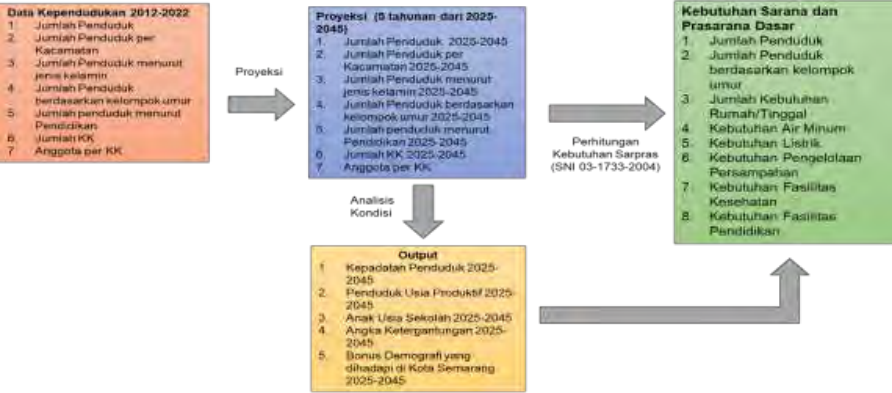 Data Kependudukan 2012-2022
1. Jumlah Penduduk
2. Jumlah Penduduk per
Kacamatan
3. Jumlah Penduduk menurut
jenis kelamin
4. Jumlah Penduduk
berdasarkan kelompok umur
5. Jumlah penduduk menurut
Pendidikan
6. Jumlah KK
7. Anggota per KK
Proyeksi
Proyeksi (5 tahunan dari 2025-
2045)
1. Jumlah Penduduk 2025-2045
2. Jumlah Penduduk per
Kacamatan 2025-2045
3. Jumlah Penduduk menurut
jenis kelamin 2025-2045
4. Jumlah Penduduk berdasarkan
kelompok umur 2025-2045
5. Jumlah penduduk menurut
Pendidikan 2025-2045
6. Jumlah KK 2025-2045
7. Anggota per KK
Perhitungan
Kebutuhan Sarpras
(SNI 03-1733-2004)
Kebutuhan Sarana dan
Prasarana Dasar
1. Jumlah Penduduk
2. Jumlah Penduduk
berdasarkan kelompok
umur
3. Jumlah Kebutuhan
Rumah/Tinggal
4. Kebutuhan Air Minum
5. Kebutuhan Listrik
6. Kebutuhan Pengelolaan
Persampahan
7. Kebutuhan Fasilitas
Kesehatan
8. Kebutuhan Fasilitas
Pendidikan
Analisis
Kondisi
Output
1. Kepadatan Penduduk 2025-
2045
2. Penduduk Usia Produktif 2025-
2045
3. Anak Usia Sekolah 2025-2045
4. Angka Ketergantungan 2025-
2045
5. Bonus Demografi yang
dihadapi di Kota Semarang
2025-2045